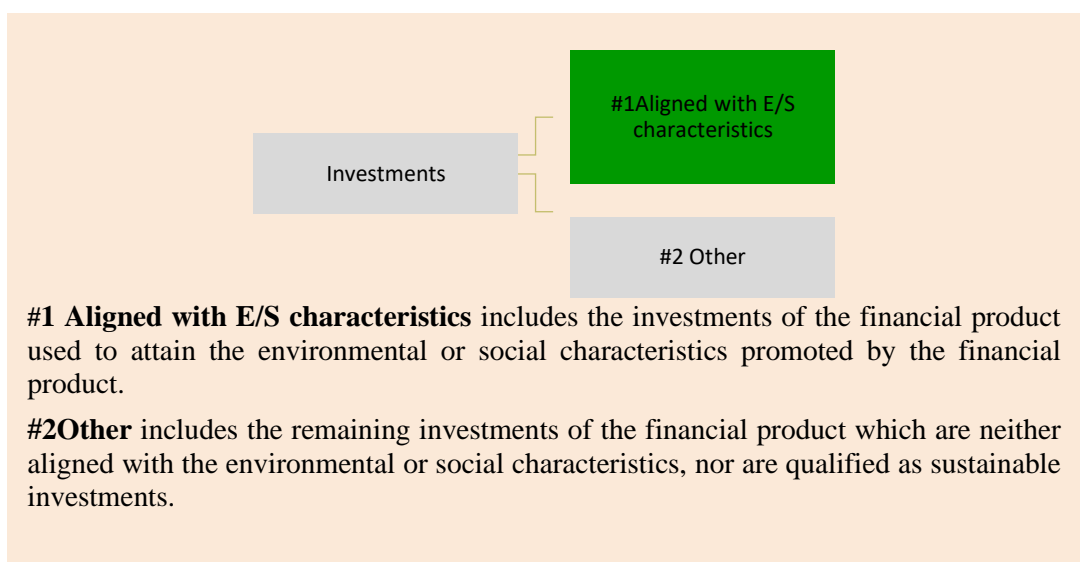 #1Aligned with E/S
characteristics
Investments
#2 Other
#1 Aligned with E/S characteristics includes the investments of the financial product
used to attain the environmental or social characteristics promoted by the financial
product.
#2Other includes the remaining investments of the financial product which are neither
aligned with the environmental or social characteristics, nor are qualified as sustainable
investments.